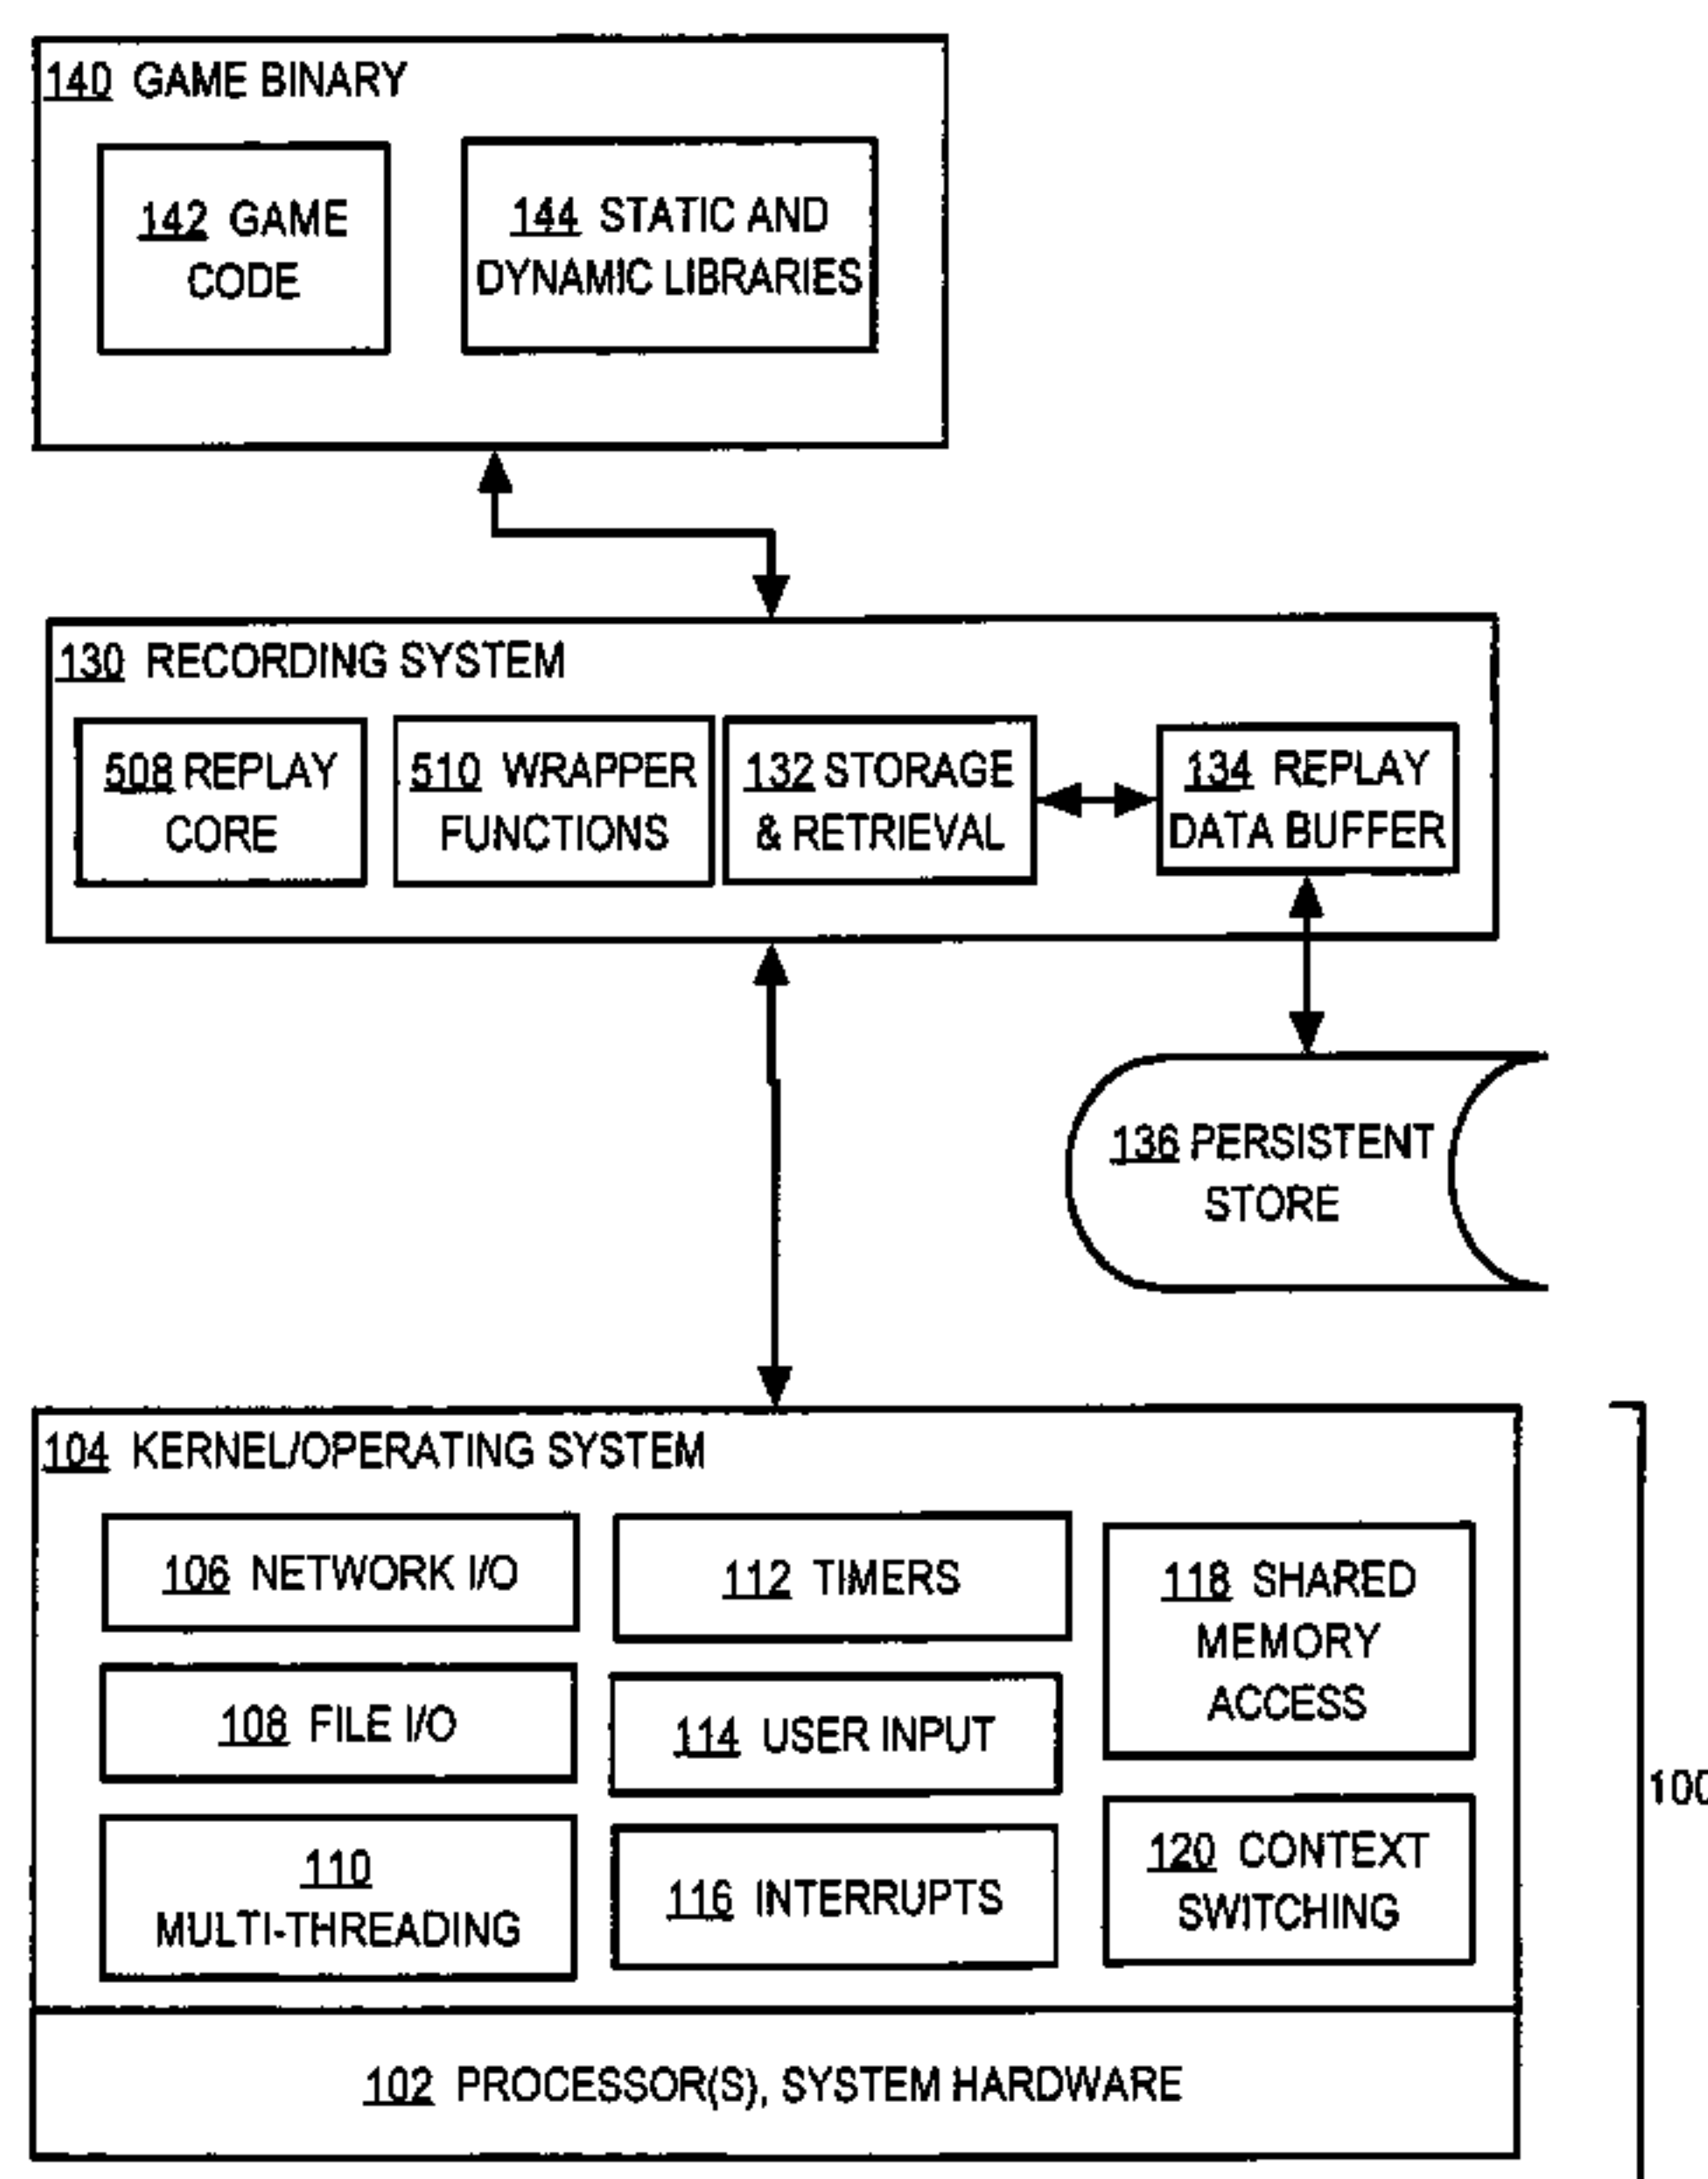 140 GAME BINARY
142 GAME
CODE
144 STATIC AND
DYNAMIC LIBRARIES
130 RECORDING SYSTEM
508 REPLAY
CORE
510 WRAPPER
FUNCTIONS
132 STORAGE
& RETRIEVAL
134 REPLAY
DATA BUFFER
136 PERSISTENT
STORE
104 KERNEL/OPERATING SYSTEM
106 NETWORK I/O
108 FILE I/O
110
MULTI-THREADING
112 TIMERS
114 USER INPUT
116 INTERRUPTS
118 SHARED
MEMORY
ACCESS
120 CONTEXT
SWITCHING
100
102 PROCESSOR(S), SYSTEM HARDWARE